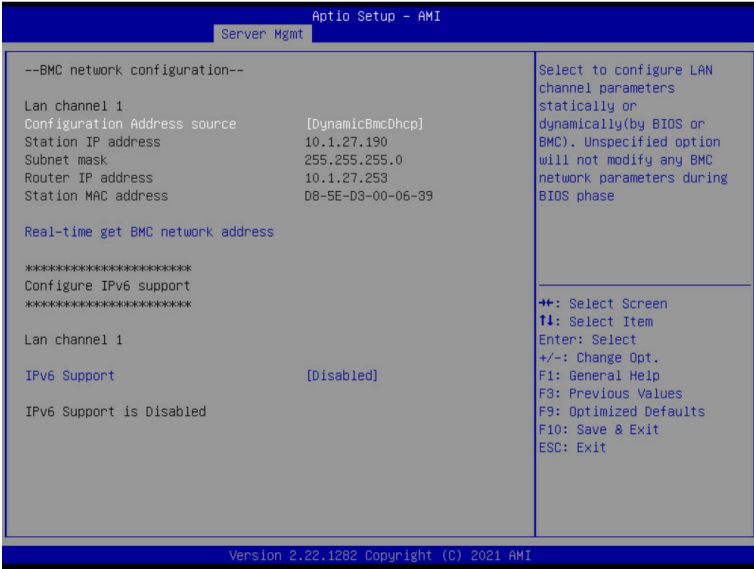 Aptio Setup - AMI
Server Mgmt
--BMC network configuration--
Lan channel 1
Configuration Address source [DynamicBmcDhcp]
Station IP address 10.1.27.190
Subnet mask 255.255.255.0
Router IP address 10.1.27.253
Station MAC address D8-5E-D3-00-06-39
Real-time get BMC network address
**********************
Configure IPv6 support
**********************
Lan channel 1
IPv6 Support [Disabled]
IPv6 Support is Disabled
Select to configure LAN
channel parameters
statically or
dynamically(by BIOS or
BMC). Unspecified option
will not modify any BMC
network parameters during
BIOS phase
→←: Select Screen
↑↓: Select Item
Enter: Select
+/-: Change Opt.
F1: General Help
F3: Previous Values
F9: Optimized Defaults
F10: Save & Exit
ESC: Exit
Version 2.22.1282 Copyright (C) 2021 AMI